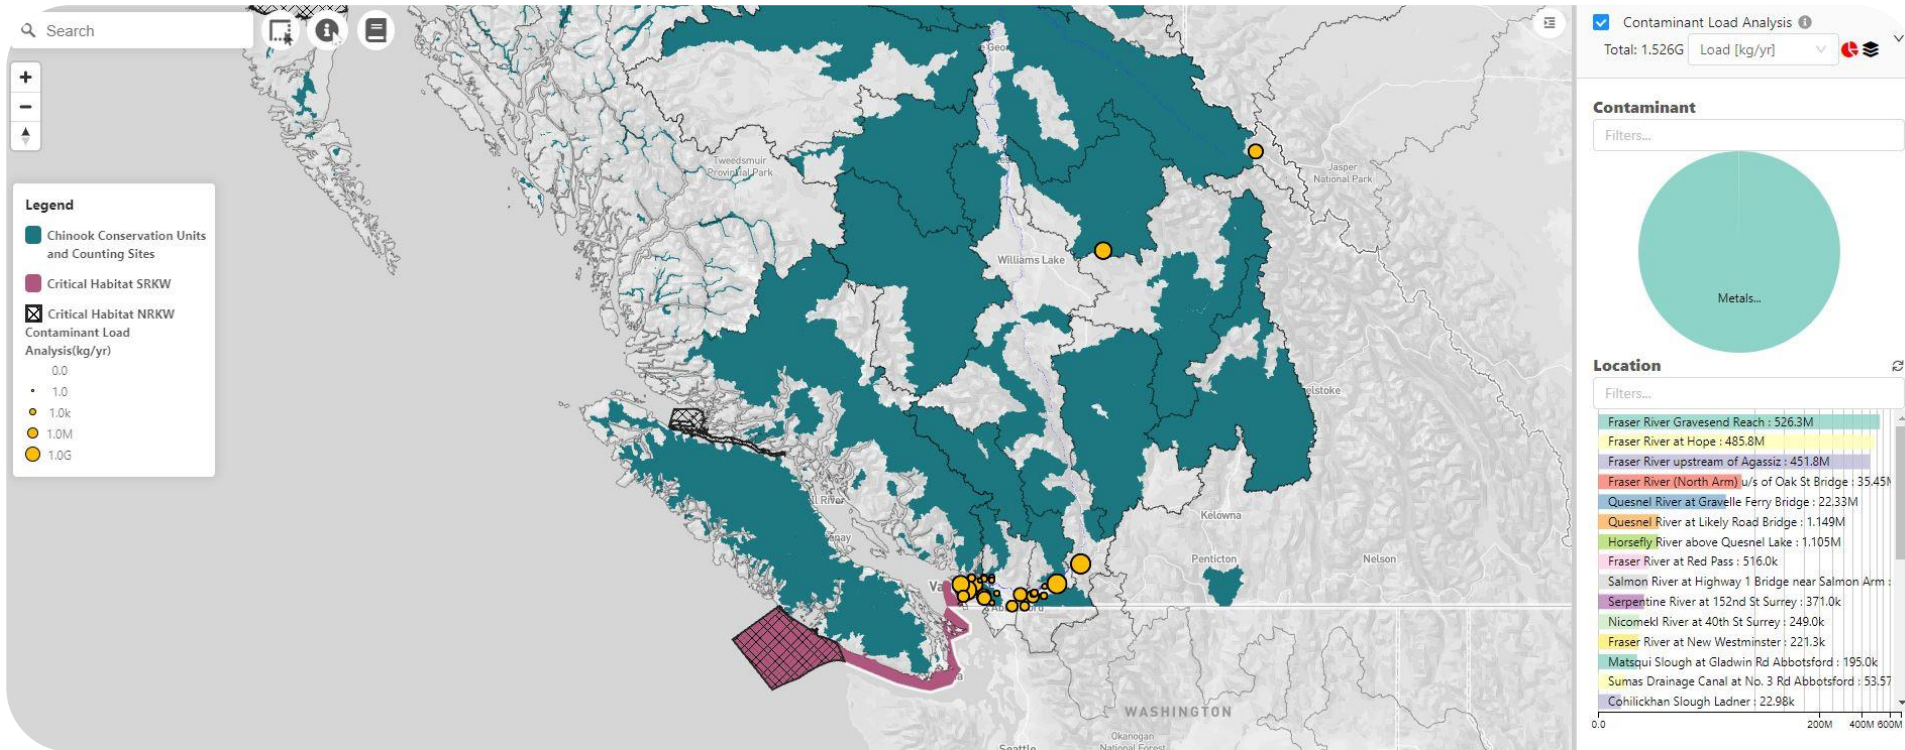 Search
Legend
Chinook Conservation Units
and Counting Sites
Critical Habitat SRKW
Critical Habitat NRKW
Contaminant Load
Analysis(kg/yr)
0.0
1.0
1.0k
1.0M
1.0G
Tweedsmuir
Provincial Park
Williams Lake
Jasper
National Park
Kelowna
Penticton
Nelson
WASHINGTON
Okanogan
National Forest
Seattle
Contaminant Load Analysis
Total: 1.526G
Load [kg/yr]
Contaminant
Filters...
Metals...
Location
Filters...
Fraser River Gravesend Reach : 526.3M
Fraser River at Hope : 485.8M
Fraser River upstream of Agassiz : 451.8M
Fraser River (North Arm) u/s of Oak St Bridge : 35.45M
Quesnel River at Gravelle Ferry Bridge : 22.33M
Quesnel River at Likely Road Bridge : 1.149M
Horsefly River above Quesnel Lake : 1.105M
Fraser River at Red Pass : 516.0k
Salmon River at Highway 1 Bridge near Salmon Arm :
Serpentine River at 152nd St Surrey : 371.0k
Nicomekl River at 40th St Surrey : 249.0k
Fraser River at New Westminster : 221.3k
Matsqui Slough at Gladwin Rd Abbotsford : 195.0k
Sumas Drainage Canal at No. 3 Rd Abbotsford : 53.57
Cohilickhan Slough Ladner : 22.98k
0.0 200M 400M 600M